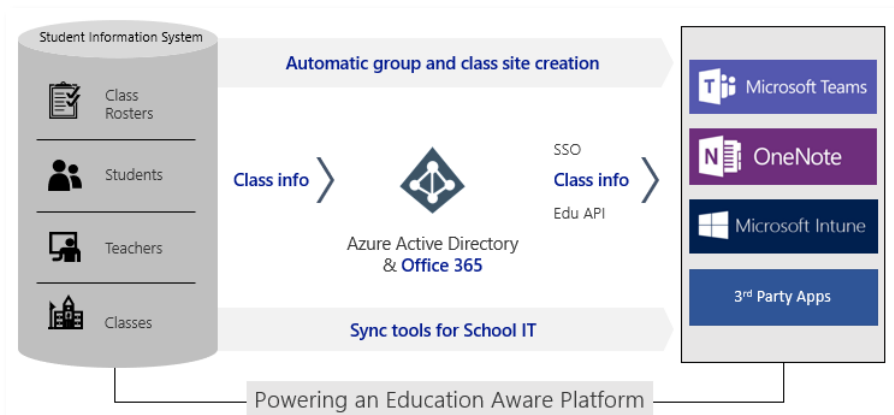 Student Information System
Class
Rosters
Students
Teachers
Classes
Automatic group and class site creation
Class info
Azure Active Directory
& Office 365
SSO
Class info
Edu API
Sync tools for School IT
Microsoft Teams
OneNote
Microsoft Intune
3rd Party Apps
Powering an Education Aware Platform